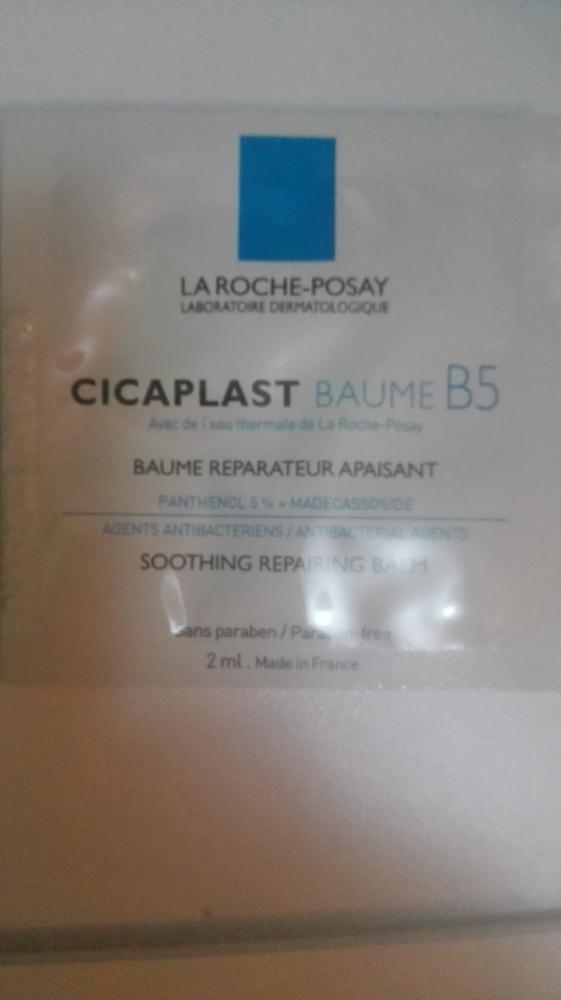 LA ROCHE-POSAY
LABORATOIRE DERMATOLOGIQUE
CICAPLAST BAUME B5
Avec de l'eau thermale de La Roche-Posay
BAUME REPARATEUR APAISANT
PANTHENOL 5% + MADECASSOSIDE
AGENTS ANTIBACTERIENS / ANTIBACTERIAL AGENTS
SOOTHING REPAIRING BALM
Sans paraben / Paraben-free
2 ml . Made in France